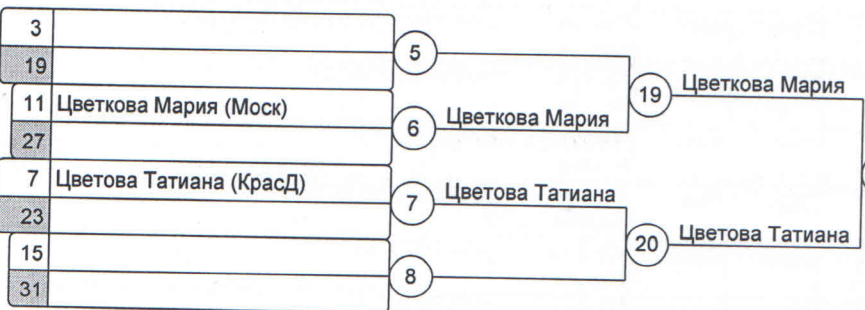 3
19
5
11 Цветкова Мария (Моск)
27
6 Цветкова Мария
19 Цветкова Мария
7 Цветова Татиана (КрасД)
23
7 Цветова Татиана
15
31
8
20 Цветова Татиана